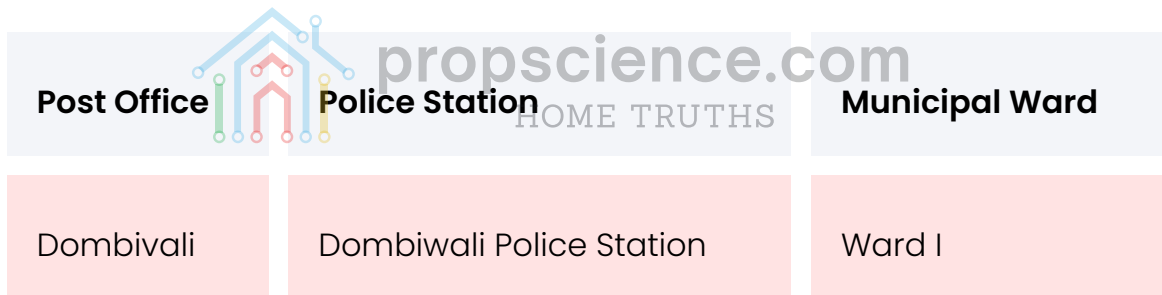 propscience.com
HOME TRUTHS
Post Office Police Station Municipal Ward
Dombivali Dombiwali Police Station Ward I